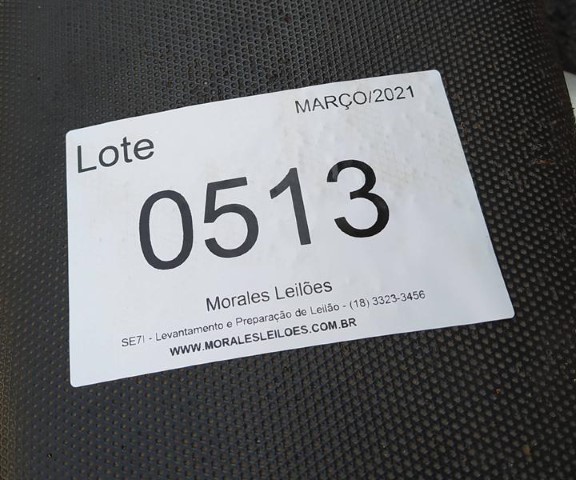 MARÇO/2021
Lote
0513
Morales Leilões
SE7I - Levantamento e Preparação de Leilão - (18) 3323-3456
WWW.MORALESLEILOES.COM.BR